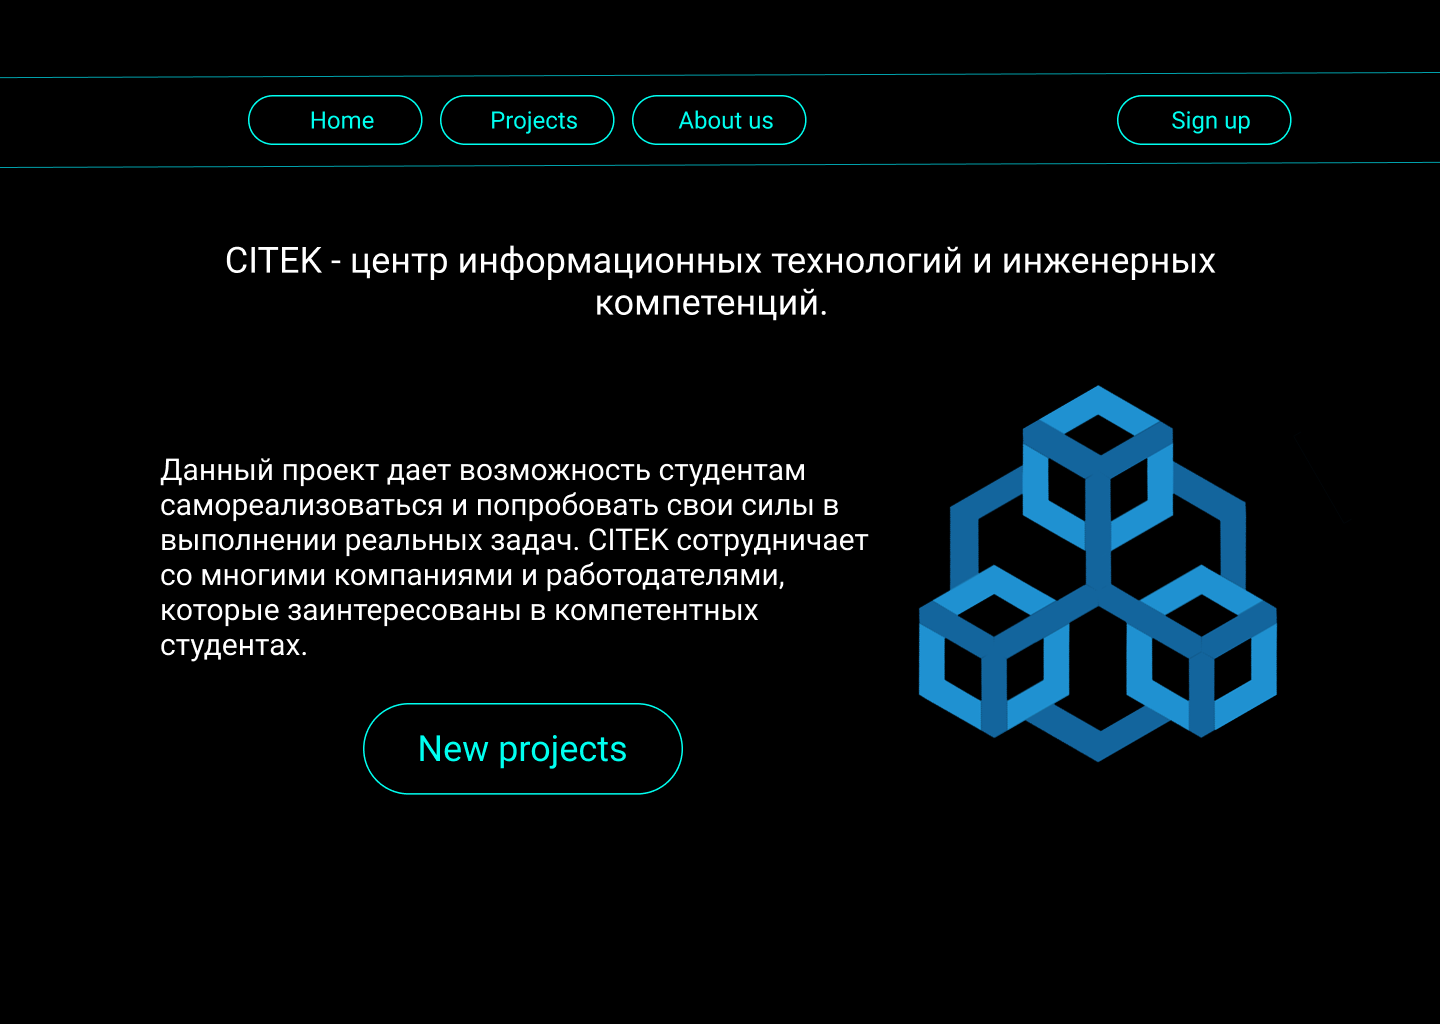 Home
Projects
About us
Sign up
CITEK - центр информационных технологий и инженерных
компетенций.
Данный проект дает возможность студентам
самореализоваться и попробовать свои силы в
выполнении реальных задач. CITEK сотрудничает
со многими компаниями и работодателями,
которые заинтересованы в компетентных
студентах.
New projects